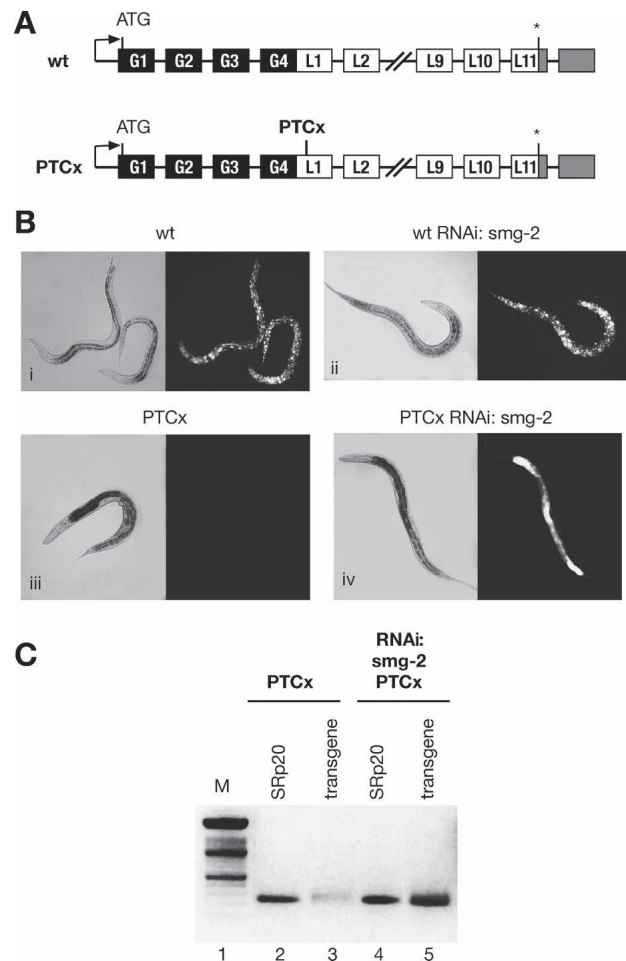 A
ATG
*
wt
G1 G2 G3 G4 L1 L2 L9 L10 L11
ATG
PTCx
*
PTCx
G1 G2 G3 G4 L1 L2 L9 L10 L11
B
wt
wt RNAi: smg-2
i
ii
PTCx
PTCx RNAi: smg-2
iii
iv
C
PTCx
RNAi:
smg-2
PTCx
M
SRp20
transgene
SRp20
transgene
1 2 3 4 5